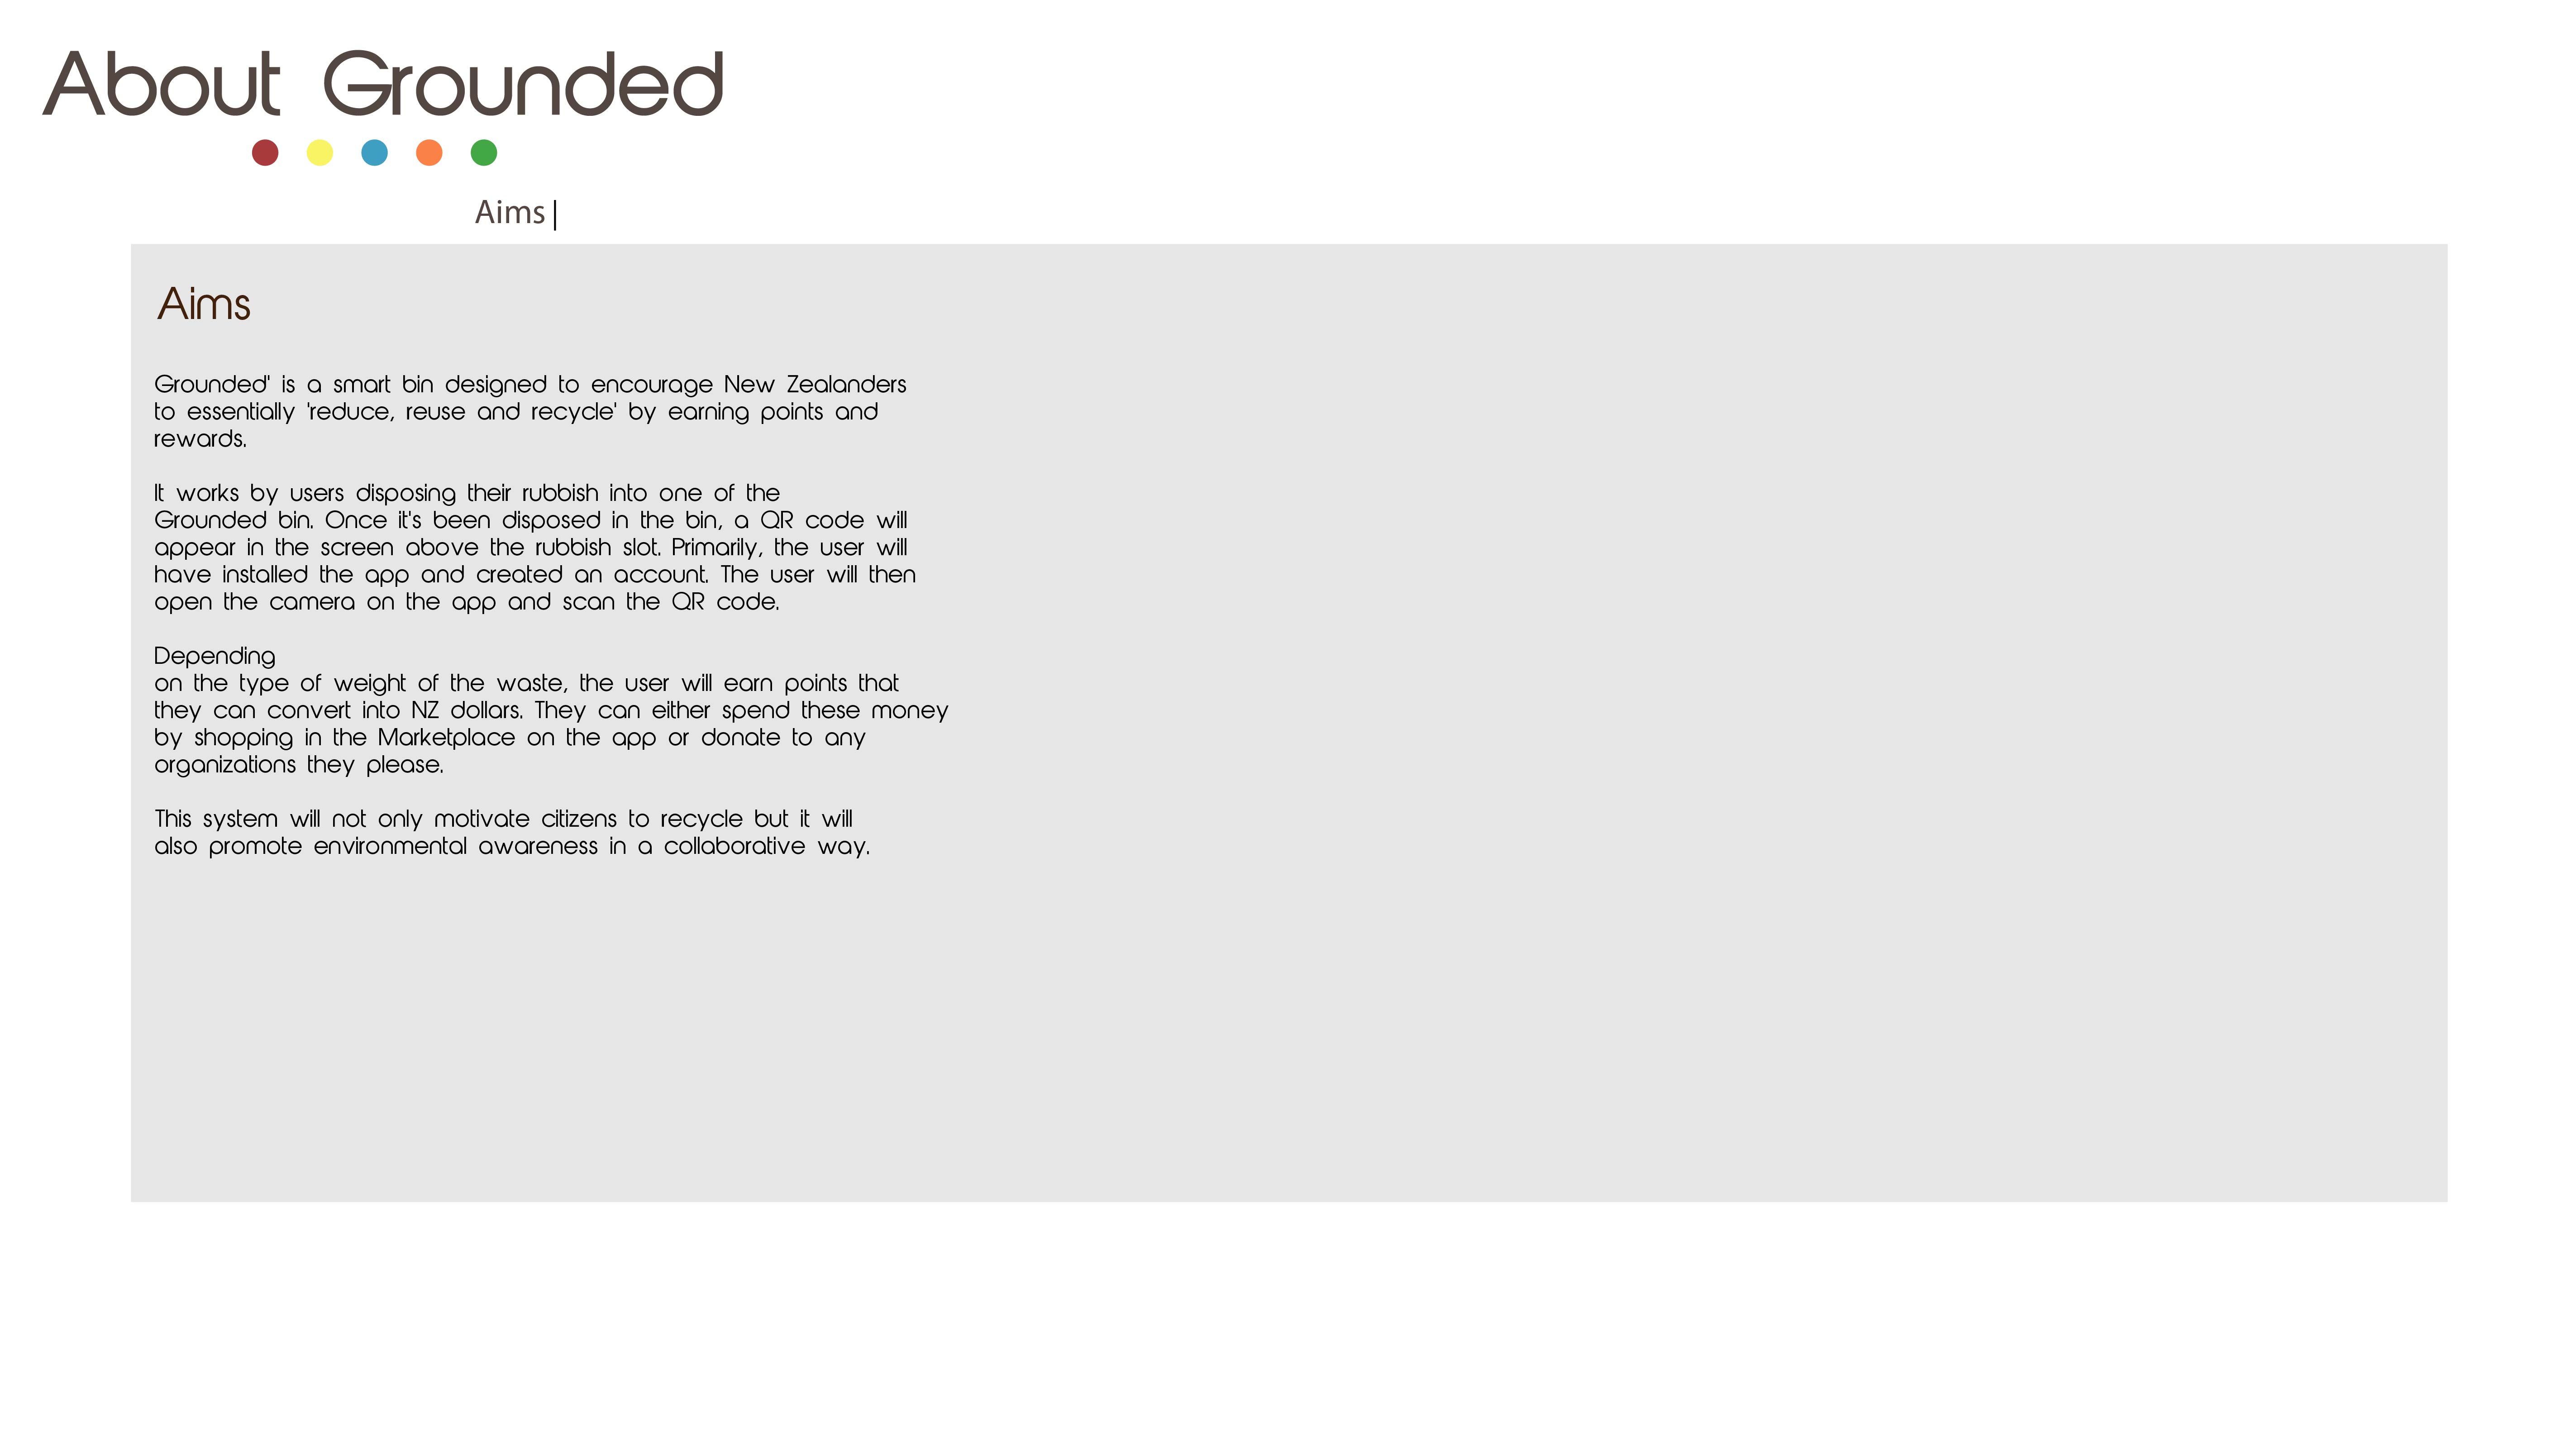 About Grounded
Aims|
Aims
Grounded' is a smart bin designed to encourage New Zealanders
to essentially 'reduce, reuse and recycle' by earning points and
rewards.
It works by users disposing their rubbish into one of the
Grounded bin. Once it's been disposed in the bin, a QR code will
appear in the screen above the rubbish slot. Primarily, the user will
have installed the app and created an account. The user will then
open the camera on the app and scan the QR code.
Depending
on the type of weight of the waste, the user will earn points that
they can convert into NZ dollars. They can either spend these money
by shopping in the Marketplace on the app or donate to any
organizations they please.
This system will not only motivate citizens to recycle but it will
also promote environmental awareness in a collaborative way.